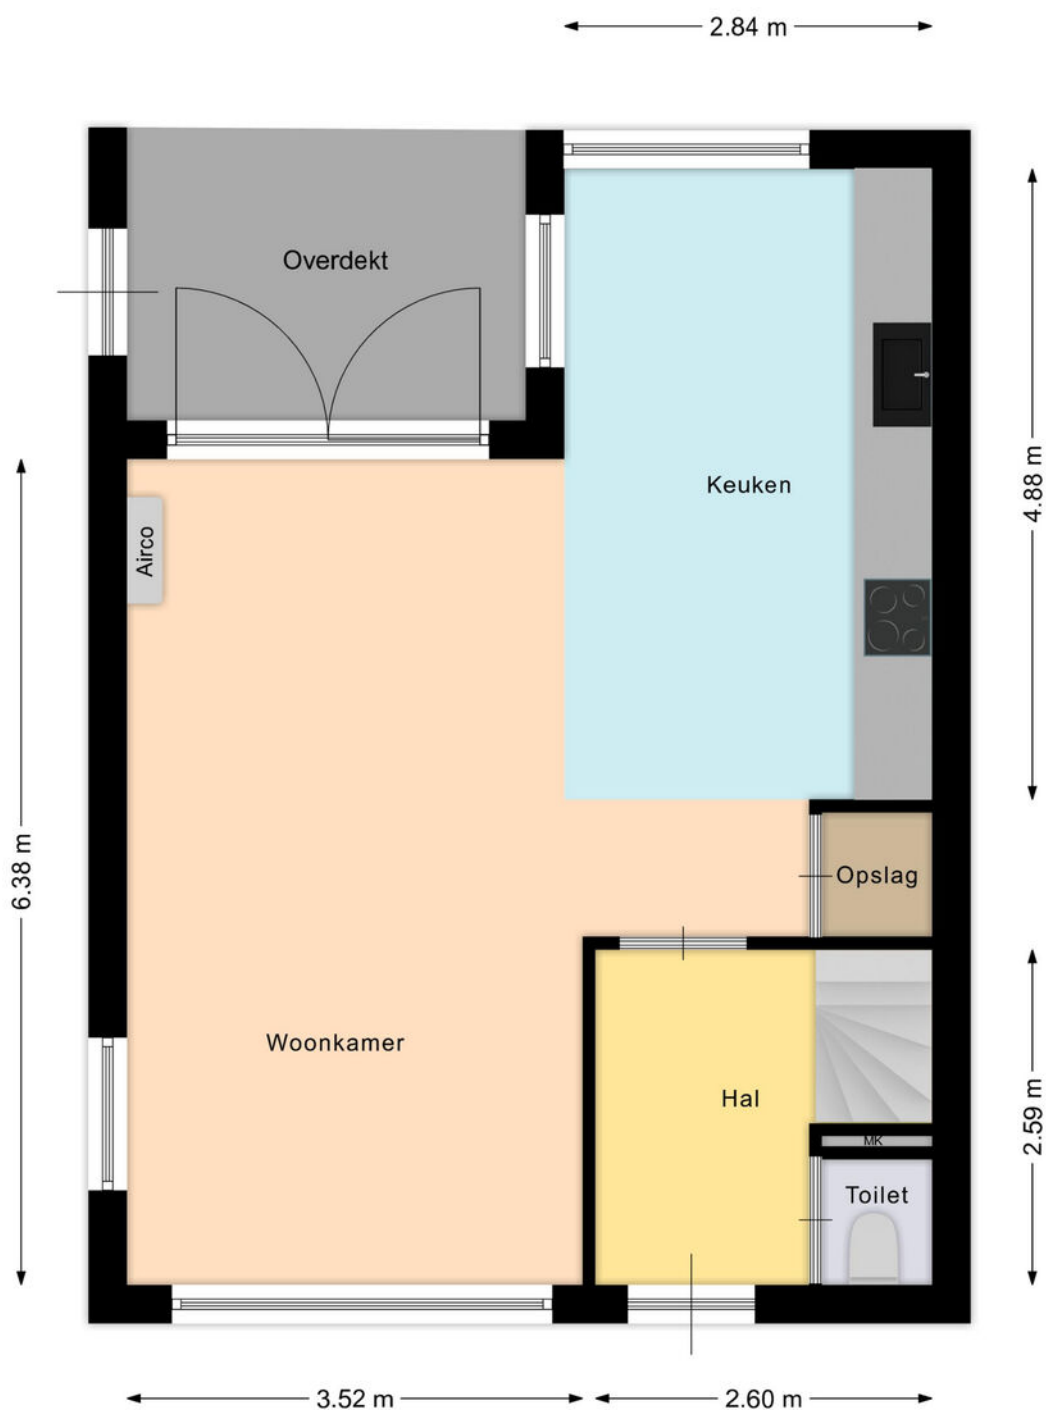 2.84 m
Overdekt
Keuken
4.88 m
Airco
6.38 m
Opslag
Woonkamer
Hal
2.59 m
MK
Toilet
3.52 m
2.60 m